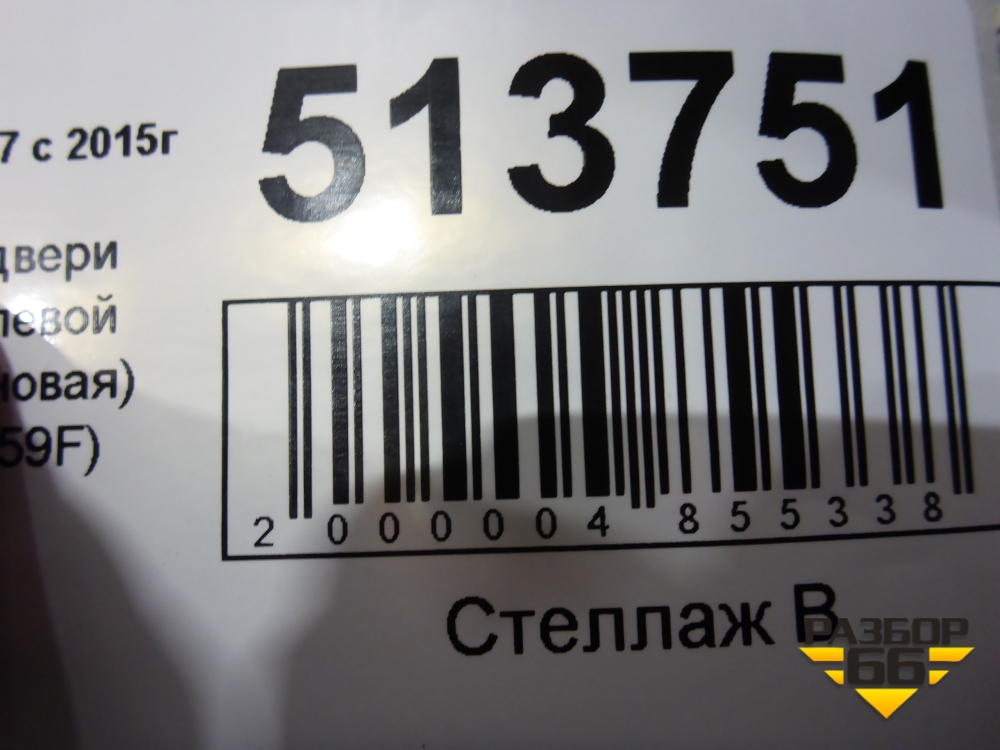 513751
7 с 2015г
двери
левой
новая)
59F)
2 000004 855338
Стеллаж В
РАЗБОР
66